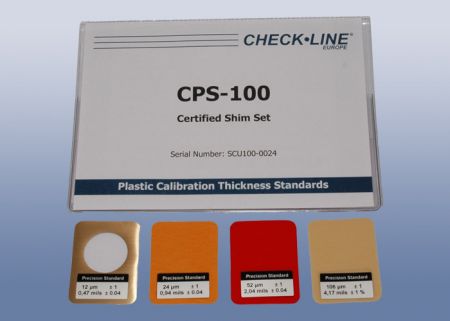 CHECK•LINE®
EUROPE
CPS-100
Certified Shim Set
Serial Number: SCU100-0024
Plastic Calibration Thickness Standards
Precision Standard
12 µm ± 1
0,47 mils ± 0.04
Precision Standard
24 µm ± 1
0,94 mils ± 0.04
Precision Standard
52 µm ± 1
2,04 mils ± 0.04
Precision Standard
106 µm ± 1
4,17 mils ± 1 %